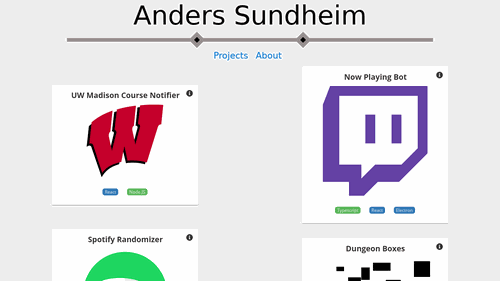 Anders Sundheim
Projects About
UW Madison Course Notifier
W
React Node.JS
Now Playing Bot
Typescript React Electron
Spotify Randomizer
Dungeon Boxes